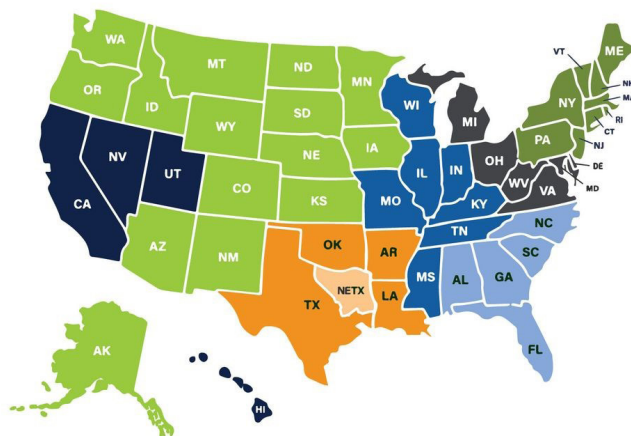 WA
MT
ND
MN
OR
ID
SD
WI
WY
MI
VT
ME
NH
NY
MA
RI
CT
PA
NJ
NV
UT
NE
IA
IL
IN
OH
WV
VA
DE
MD
CA
CO
KS
MO
KY
TN
NC
SC
AZ
NM
OK
AR
MS
AL
GA
TX
NETX
LA
FL
AK
HI